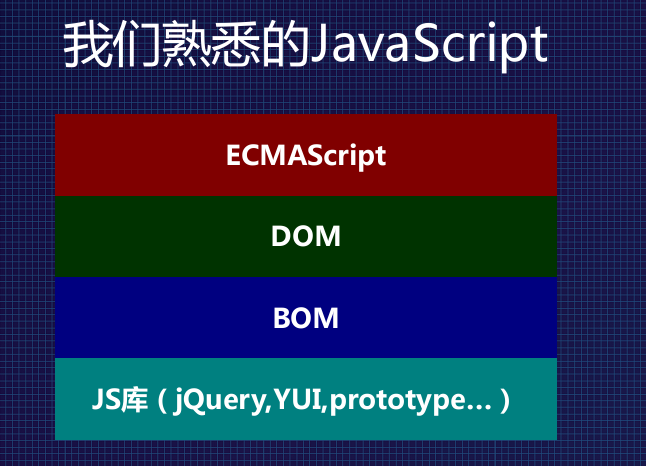 我们熟悉的JavaScript
ECMAScript
DOM
BOM
JS库（jQuery,YUI,prototype…）